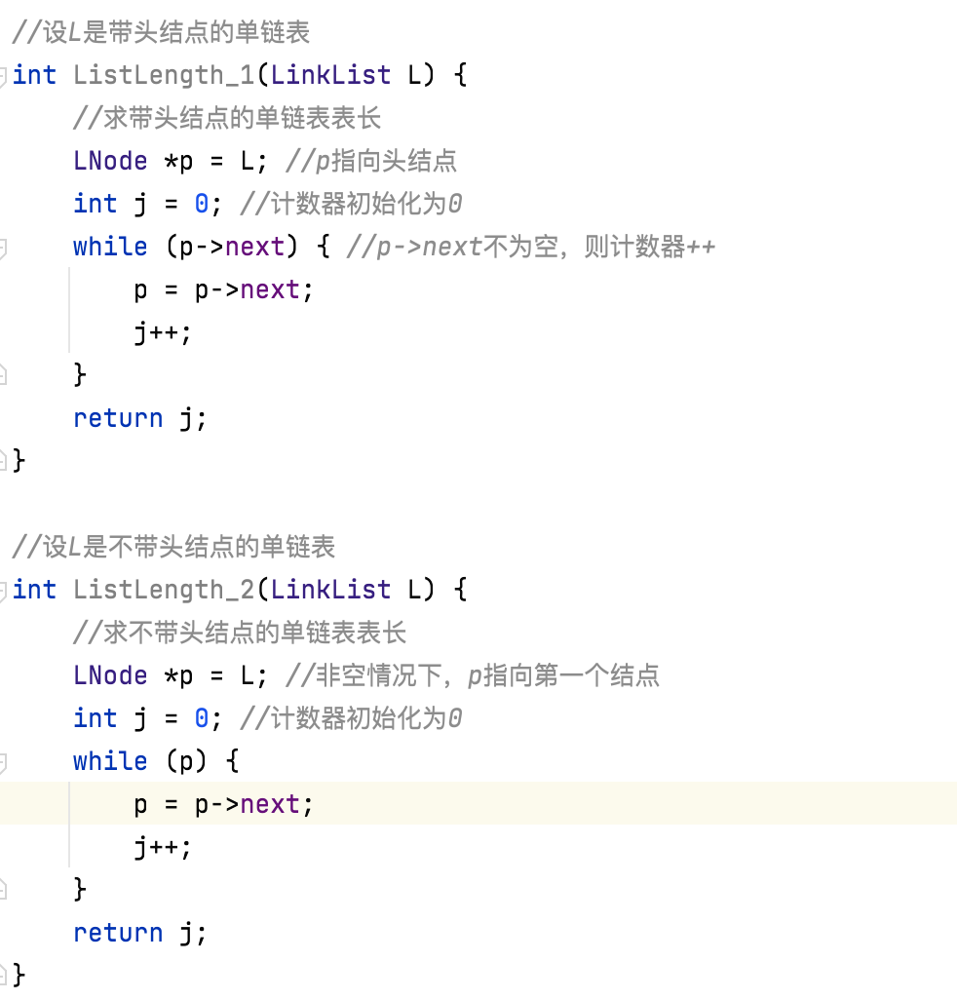 //设L是带头结点的单链表
int ListLength_1(LinkList L) {
    //求带头结点的单链表表长
    LNode *p = L; //p指向头结点
    int j = 0; //计数器初始化为0
    while (p->next) { //p->next不为空，则计数器++
        p = p->next;
        j++;
    }
    return j;
}

//设L是不带头结点的单链表
int ListLength_2(LinkList L) {
    //求不带头结点的单链表表长
    LNode *p = L; //非空情况下，p指向第一个结点
    int j = 0; //计数器初始化为0
    while (p) {
        p = p->next;
        j++;
    }
    return j;
}